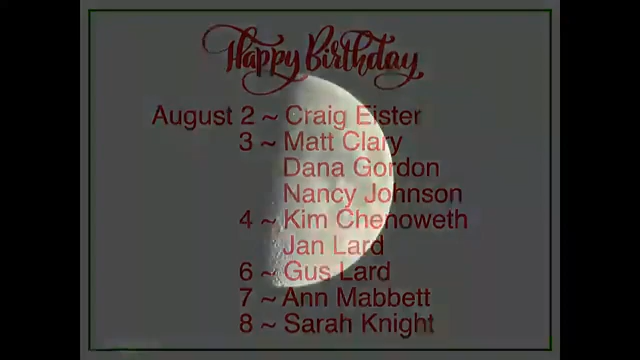 Happy Birthday
August 2 ~ Craig Eister
3 ~ Matt Clary
Dana Gordon
Nancy Johnson
4 ~ Kim Chenoweth
Jan Lard
6 ~ Gus Lard
7 ~ Ann Mabbett
8 ~ Sarah Knight